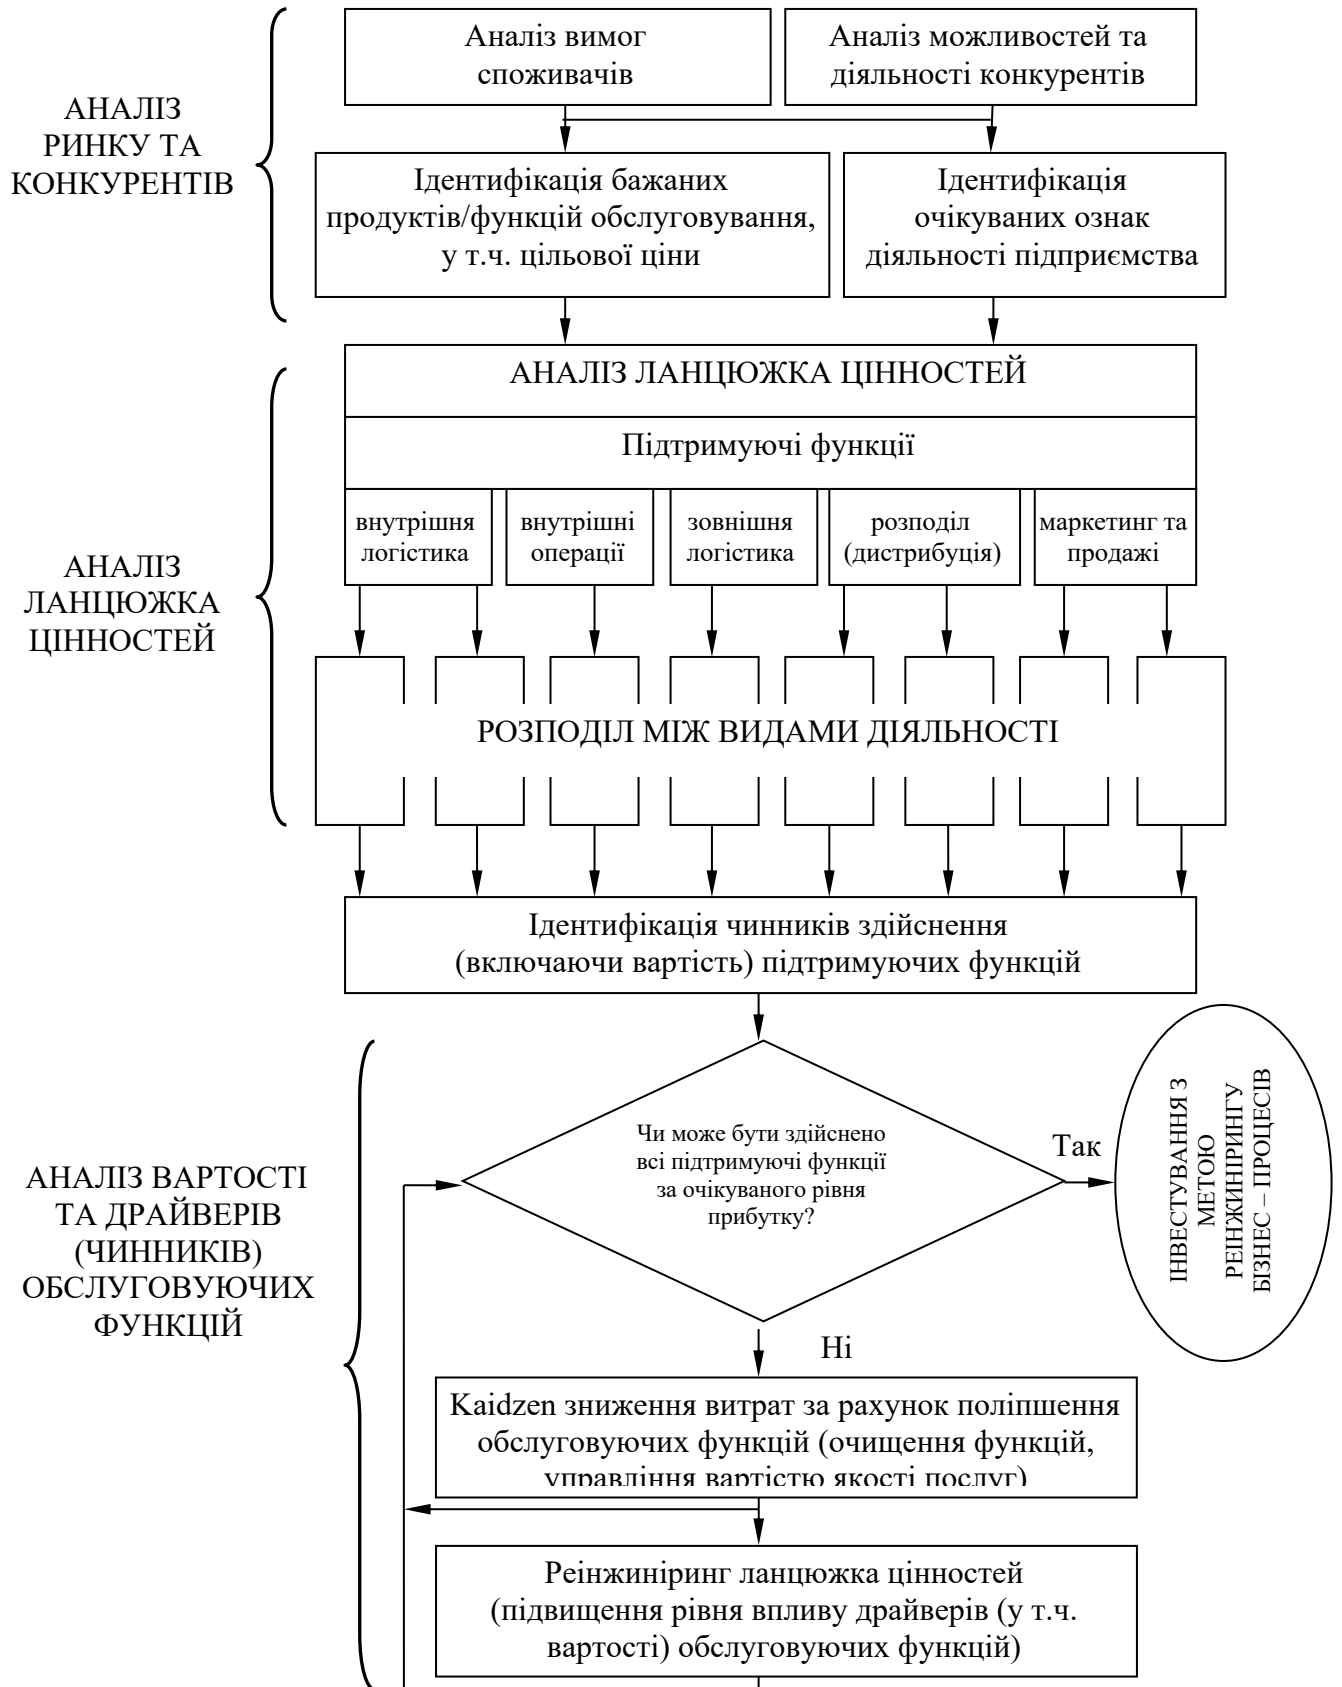 Аналіз вимог
споживачів
Аналіз можливостей та
діяльності конкурентів
АНАЛІЗ
РИНКУ ТА
КОНКУРЕНТІВ
Ідентифікація бажаних
продуктів/функцій обслуговування,
у т.ч. цільової ціни
Ідентифікація
очікуваних ознак
діяльності підприємства
АНАЛІЗ ЛАНЦЮЖКА ЦІННОСТЕЙ
Підтримуючі функції
внутрішня
логістика
внутрішні
операції
зовнішня
логістика
розподіл
(дистрибуція)
маркетинг та
продажі
АНАЛІЗ
ЛАНЦЮЖКА
ЦІННОСТЕЙ
РОЗПОДІЛ МІЖ ВИДАМИ ДІЯЛЬНОСТІ
Ідентифікація чинників здійснення
(включаючи вартість) підтримуючих функцій
Чи може бути здійснено
всі підтримуючі функції
за очікуваного рівня
прибутку?
Так
ІНВЕСТУВАННЯ З
МЕТОЮ
РЕІНЖИНІРИНГУ
БІЗНЕС – ПРОЦЕСІВ
АНАЛІЗ ВАРТОСТІ
ТА ДРАЙВЕРІВ
(ЧИННИКІВ)
ОБСЛУГОВУЮЧИХ
ФУНКЦІЙ
Ні
Kaidzen зниження витрат за рахунок поліпшення
обслуговуючих функцій (очищення функцій,
управління вартістю якості послуг)
Реінжиніринг ланцюжка цінностей
(підвищення рівня впливу драйверів (у т.ч.
вартості) обслуговуючих функцій)